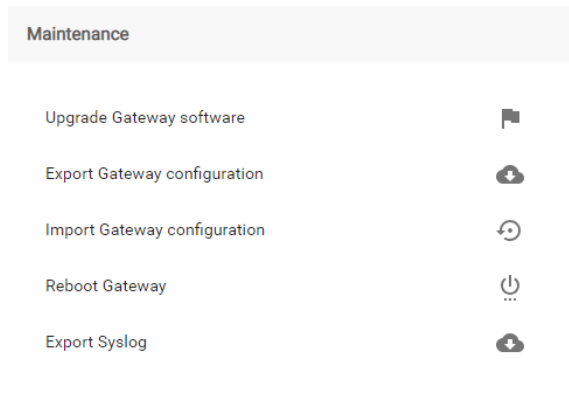 Maintenance
Upgrade Gateway software
Export Gateway configuration
Import Gateway configuration
Reboot Gateway
Export Syslog